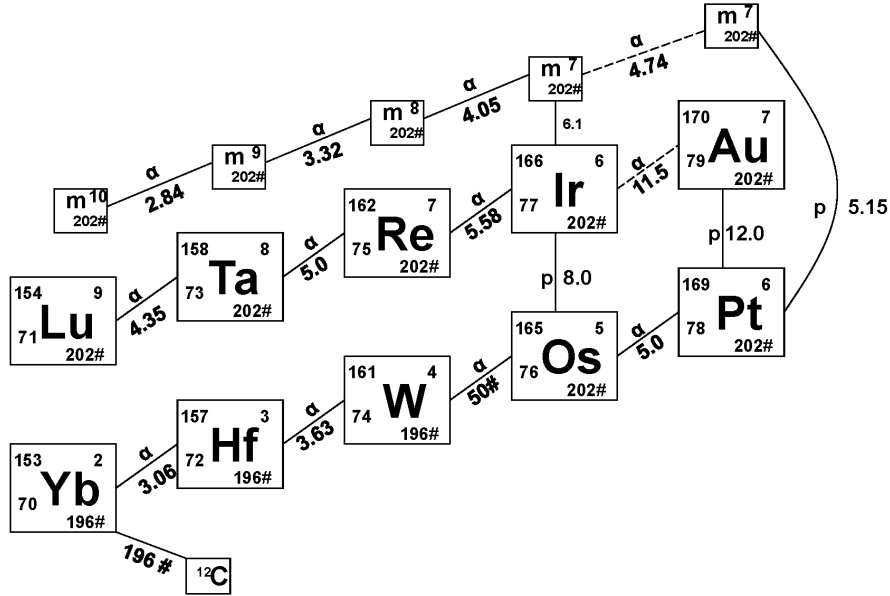 m 7
202#
α
4.74
m 7
202#
α
4.05
m 8
202#
α
3.32
m 9
202#
α
2.84
m 10
202#
6.1
p 5.15
170 7
79 Au
202#
α
11.5
166 6
77 Ir
202#
α
5.58
162 7
75 Re
202#
α
5.0
158 8
73 Ta
202#
α
4.35
154 9
71 Lu
202#
p 12.0
p 8.0
169 6
78 Pt
202#
α
5.0
165 5
76 Os
202#
α
50#
161 4
74 W
196#
α
3.63
157 3
72 Hf
196#
α
3.06
153 2
70 Yb
196#
196 #
12C